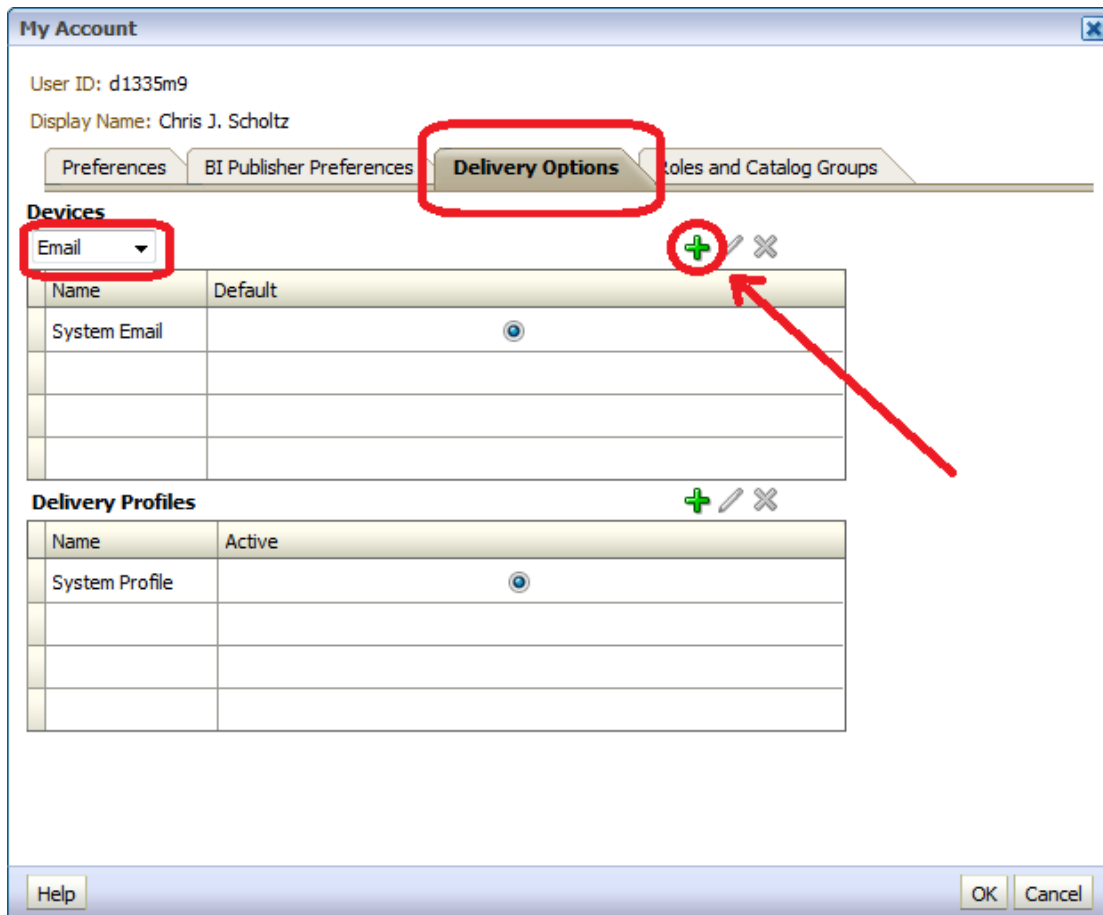 My Account
User ID: d1335m9
Display Name: Chris J. Scholtz
Preferences BI Publisher Preferences Delivery Options Roles and Catalog Groups
Devices
Email
Name Default
System Email
Delivery Profiles
Name Active
System Profile
Help OK Cancel